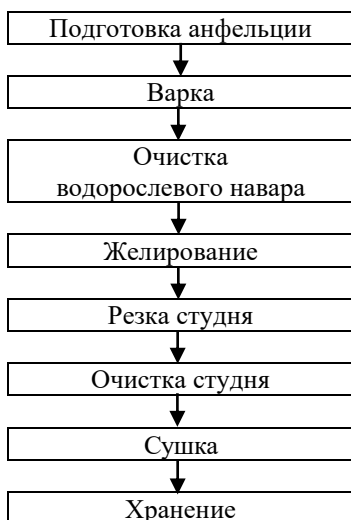 Подготовка анфельции
Варка
Очистка
водорослевого навара
Желирование
Резка студня
Очистка студня
Сушка
Хранение